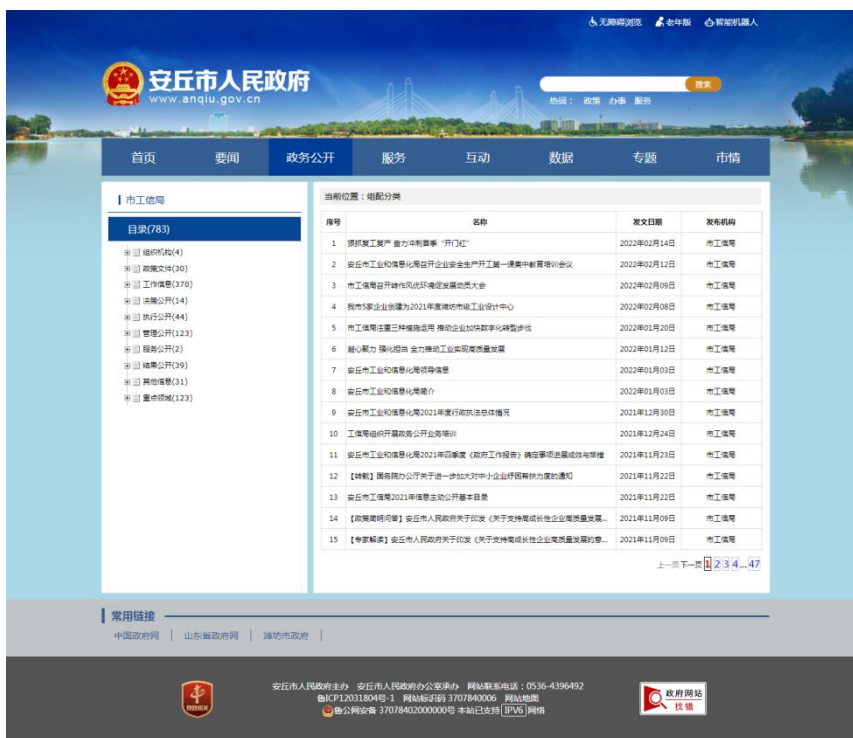 无障碍浏览 老年版 智能机器人
安丘市人民政府
www.anqiu.gov.cn
搜索
热词： 政策 办事 服务
首页 要闻 政务公开 服务 互动 数据 专题 市情
市工信局
目录(783)
组织机构(4)
政策文件(30)
工作信息(370)
决策公开(14)
执行公开(44)
管理公开(123)
服务公开(2)
结果公开(39)
其他信息(31)
重点领域(123)
当前位置：组配分类
序号 名称 发文日期 发布机构
1 狠抓复工复产 奋力冲刺首季“开门红” 2022年02月14日 市工信局
2 安丘市工业和信息化局召开企业安全生产开工第一课集中教育培训会议 2022年02月12日 市工信局
3 市工信局召开转作风优环境促发展动员大会 2022年02月09日 市工信局
4 我市5家企业创建为2021年度潍坊市级工业设计中心 2022年02月08日 市工信局
5 市工信局注重三种措施运用 推动企业加快数字化转型步伐 2022年01月20日 市工信局
6 凝心聚力 强化担当 全力推动工业实现高质量发展 2022年01月12日 市工信局
7 安丘市工业和信息化局领导信息 2022年01月03日 市工信局
8 安丘市工业和信息化局简介 2022年01月03日 市工信局
9 安丘市工业和信息化局2021年度行政执法总体情况 2021年12月30日 市工信局
10 工信局组织开展政务公开业务培训 2021年12月24日 市工信局
11 安丘市工业和信息化局2021年四季度《政府工作报告》确定事项进展成效与举措 2021年11月23日 市工信局
12 【转载】国务院办公厅关于进一步加大对中小企业纾困帮扶力度的通知 2021年11月22日 市工信局
13 安丘市工信局2021年信息主动公开基本目录 2021年11月22日 市工信局
14 【政策简明问答】安丘市人民政府关于印发《关于支持高成长性企业高质量发展... 2021年11月09日 市工信局
15 【专家解读】安丘市人民政府关于印发《关于支持高成长性企业高质量发展的意... 2021年11月09日 市工信局
上一页 下一页 1 2 3 4 ... 47
常用链接
中国政府网 | 山东省政府网 | 潍坊市政府 |
安丘市人民政府主办 安丘市人民政府办公室承办 网站联系电话：0536-4396492
鲁ICP12031804号-1 网站标识码 3707840006 网站地图
鲁公网安备 37078402000000号 本站已支持 IPV6 网络
党政机关
政府网站
找错